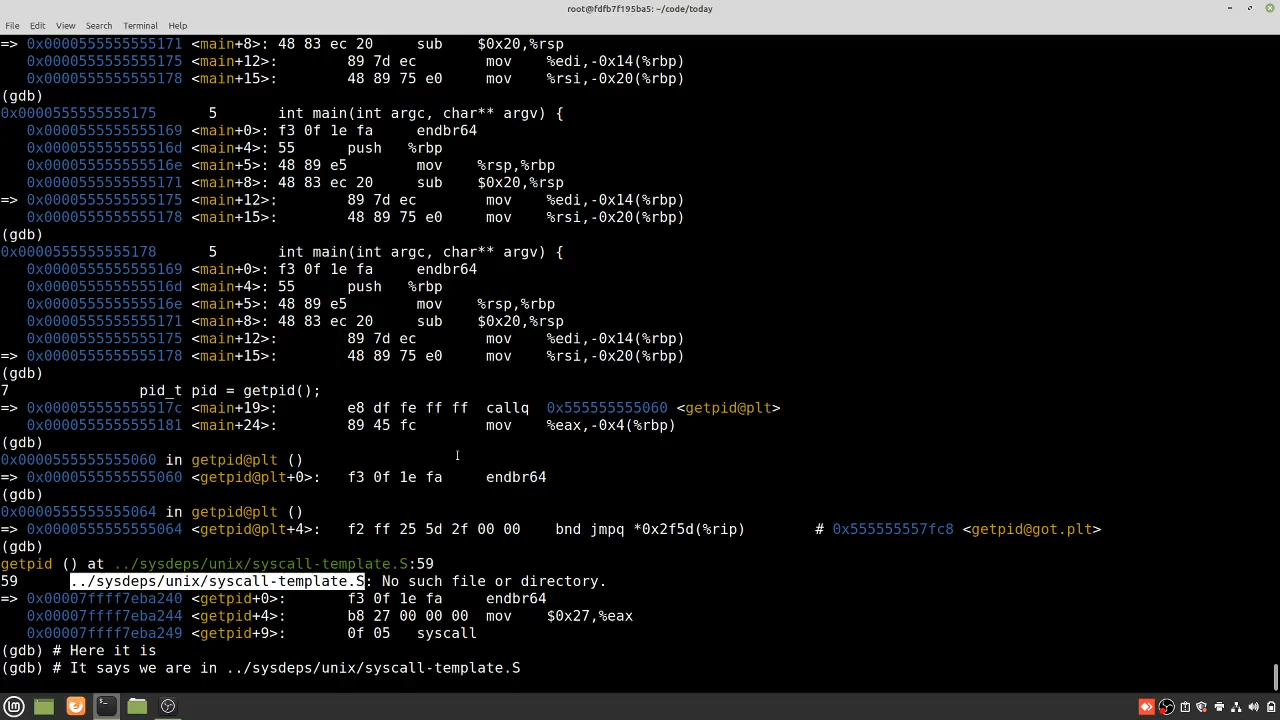 root@fdfb7f195ba5: ~/code/today
File Edit View Search Terminal Help
=> 0x0000555555555171 <main+8>: 48 83 ec 20 sub $0x20,%rsp
0x0000555555555175 <main+12>: 89 7d ec mov %edi,-0x14(%rbp)
0x0000555555555178 <main+15>: 48 89 75 e0 mov %rsi,-0x20(%rbp)
(gdb)
0x0000555555555175 5 int main(int argc, char** argv) {
0x0000555555555169 <main+0>: f3 0f 1e fa endbr64
0x000055555555516d <main+4>: 55 push %rbp
0x000055555555516e <main+5>: 48 89 e5 mov %rsp,%rbp
0x0000555555555171 <main+8>: 48 83 ec 20 sub $0x20,%rsp
=> 0x0000555555555175 <main+12>: 89 7d ec mov %edi,-0x14(%rbp)
0x0000555555555178 <main+15>: 48 89 75 e0 mov %rsi,-0x20(%rbp)
(gdb)
0x0000555555555178 5 int main(int argc, char** argv) {
0x0000555555555169 <main+0>: f3 0f 1e fa endbr64
0x000055555555516d <main+4>: 55 push %rbp
0x000055555555516e <main+5>: 48 89 e5 mov %rsp,%rbp
0x0000555555555171 <main+8>: 48 83 ec 20 sub $0x20,%rsp
0x0000555555555175 <main+12>: 89 7d ec mov %edi,-0x14(%rbp)
=> 0x0000555555555178 <main+15>: 48 89 75 e0 mov %rsi,-0x20(%rbp)
(gdb)
7 pid_t pid = getpid();
=> 0x000055555555517c <main+19>: e8 df fe ff ff callq 0x555555555060 <getpid@plt>
0x0000555555555181 <main+24>: 89 45 fc mov %eax,-0x4(%rbp)
(gdb)
0x0000555555555060 in getpid@plt ()
=> 0x0000555555555060 <getpid@plt+0>: f3 0f 1e fa endbr64
(gdb)
0x0000555555555064 in getpid@plt ()
=> 0x0000555555555064 <getpid@plt+4>: f2 ff 25 5d 2f 00 00 bnd jmpq *0x2f5d(%rip) # 0x555555557fc8 <getpid@got.plt>
(gdb)
getpid () at ../sysdeps/unix/syscall-template.S:59
59 ../sysdeps/unix/syscall-template.S: No such file or directory.
=> 0x00007ffff7eba240 <getpid+0>: f3 0f 1e fa endbr64
0x00007ffff7eba244 <getpid+4>: b8 27 00 00 00 mov $0x27,%eax
0x00007ffff7eba249 <getpid+9>: 0f 05 syscall
(gdb) # Here it is
(gdb) # It says we are in ../sysdeps/unix/syscall-template.S